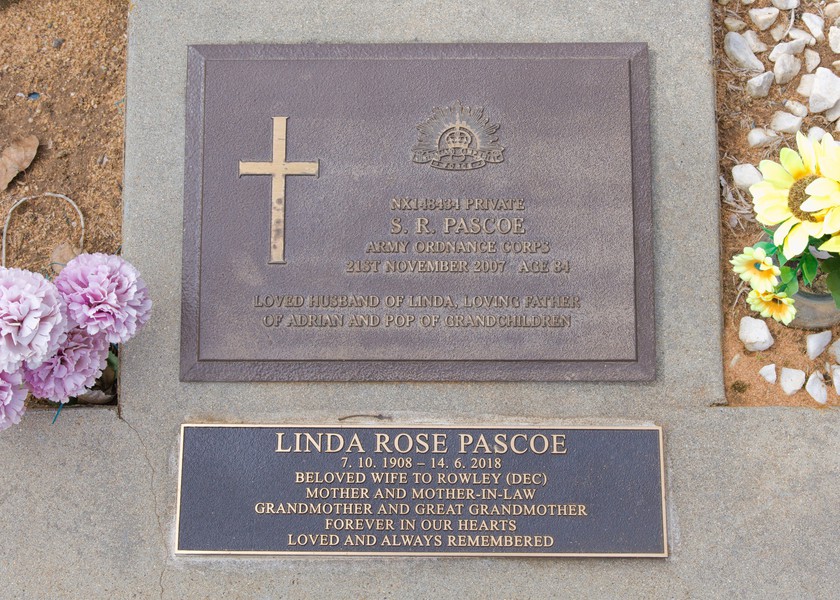 NX148434 PRIVATE
S. R. PASCOE
ARMY ORDNANCE CORPS
21ST NOVEMBER 2007 AGE 84
LOVED HUSBAND OF LINDA, LOVING FATHER
OF ADRIAN AND POP OF GRANDCHILDREN
LINDA ROSE PASCOE
7. 10. 1908 – 14. 6. 2018
BELOVED WIFE TO ROWLEY (DEC)
MOTHER AND MOTHER-IN-LAW
GRANDMOTHER AND GREAT GRANDMOTHER
FOREVER IN OUR HEARTS
LOVED AND ALWAYS REMEMBERED